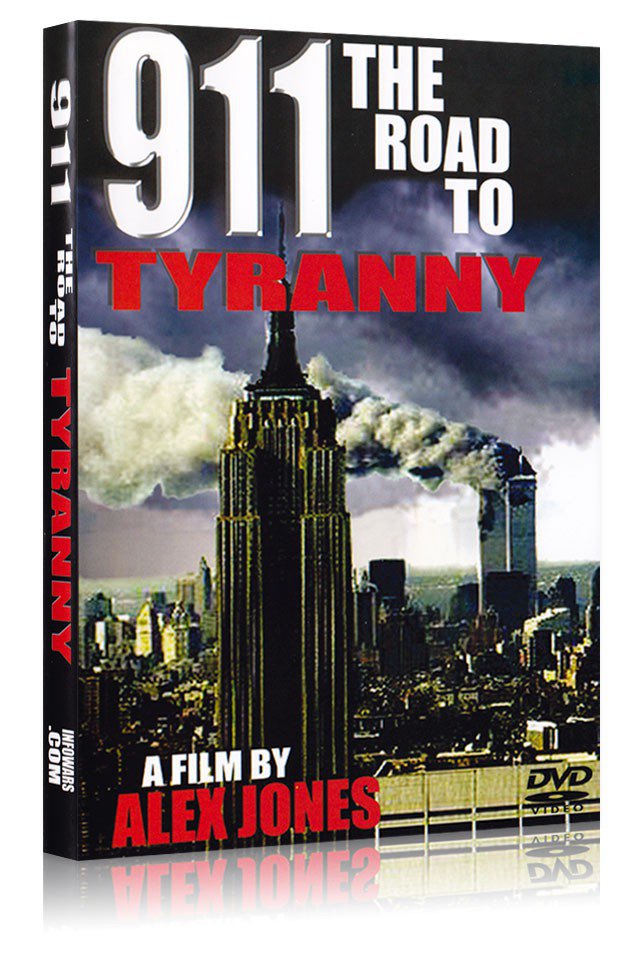 911
THE
ROAD
TO
TYRANNY
A FILM BY
ALEX JONES
DVD
VIDEO
911 THE ROAD TO TYRANNY
INFOWARS
.COM